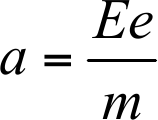 a = Ee/m